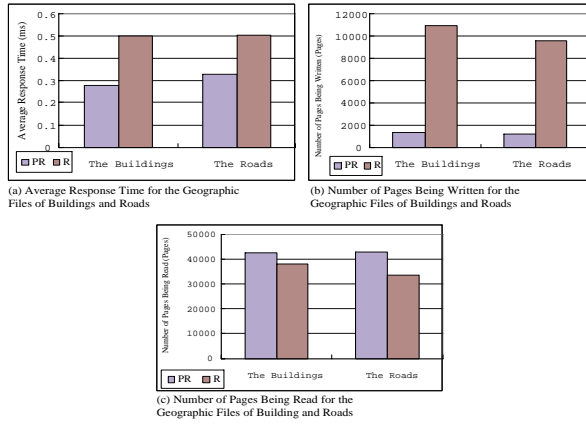 0.6
0.5
0.4
0.3
0.2
0.1
0
Average Response Time (ms)
The Buildings
The Roads
PR R
(a) Average Response Time for the Geographic
Files of Buildings and Roads
12000
10000
8000
6000
4000
2000
0
Number of Pages Being Written (Pages)
The Buildings
The Roads
PR R
(b) Number of Pages Being Written for the
Geographic Files of Buildings and Roads
50000
40000
30000
20000
10000
0
Number of Pages Being Read (Pages)
The Buildings
The Roads
PR R
(c) Number of Pages Being Read for the
Geographic Files of Building and Roads